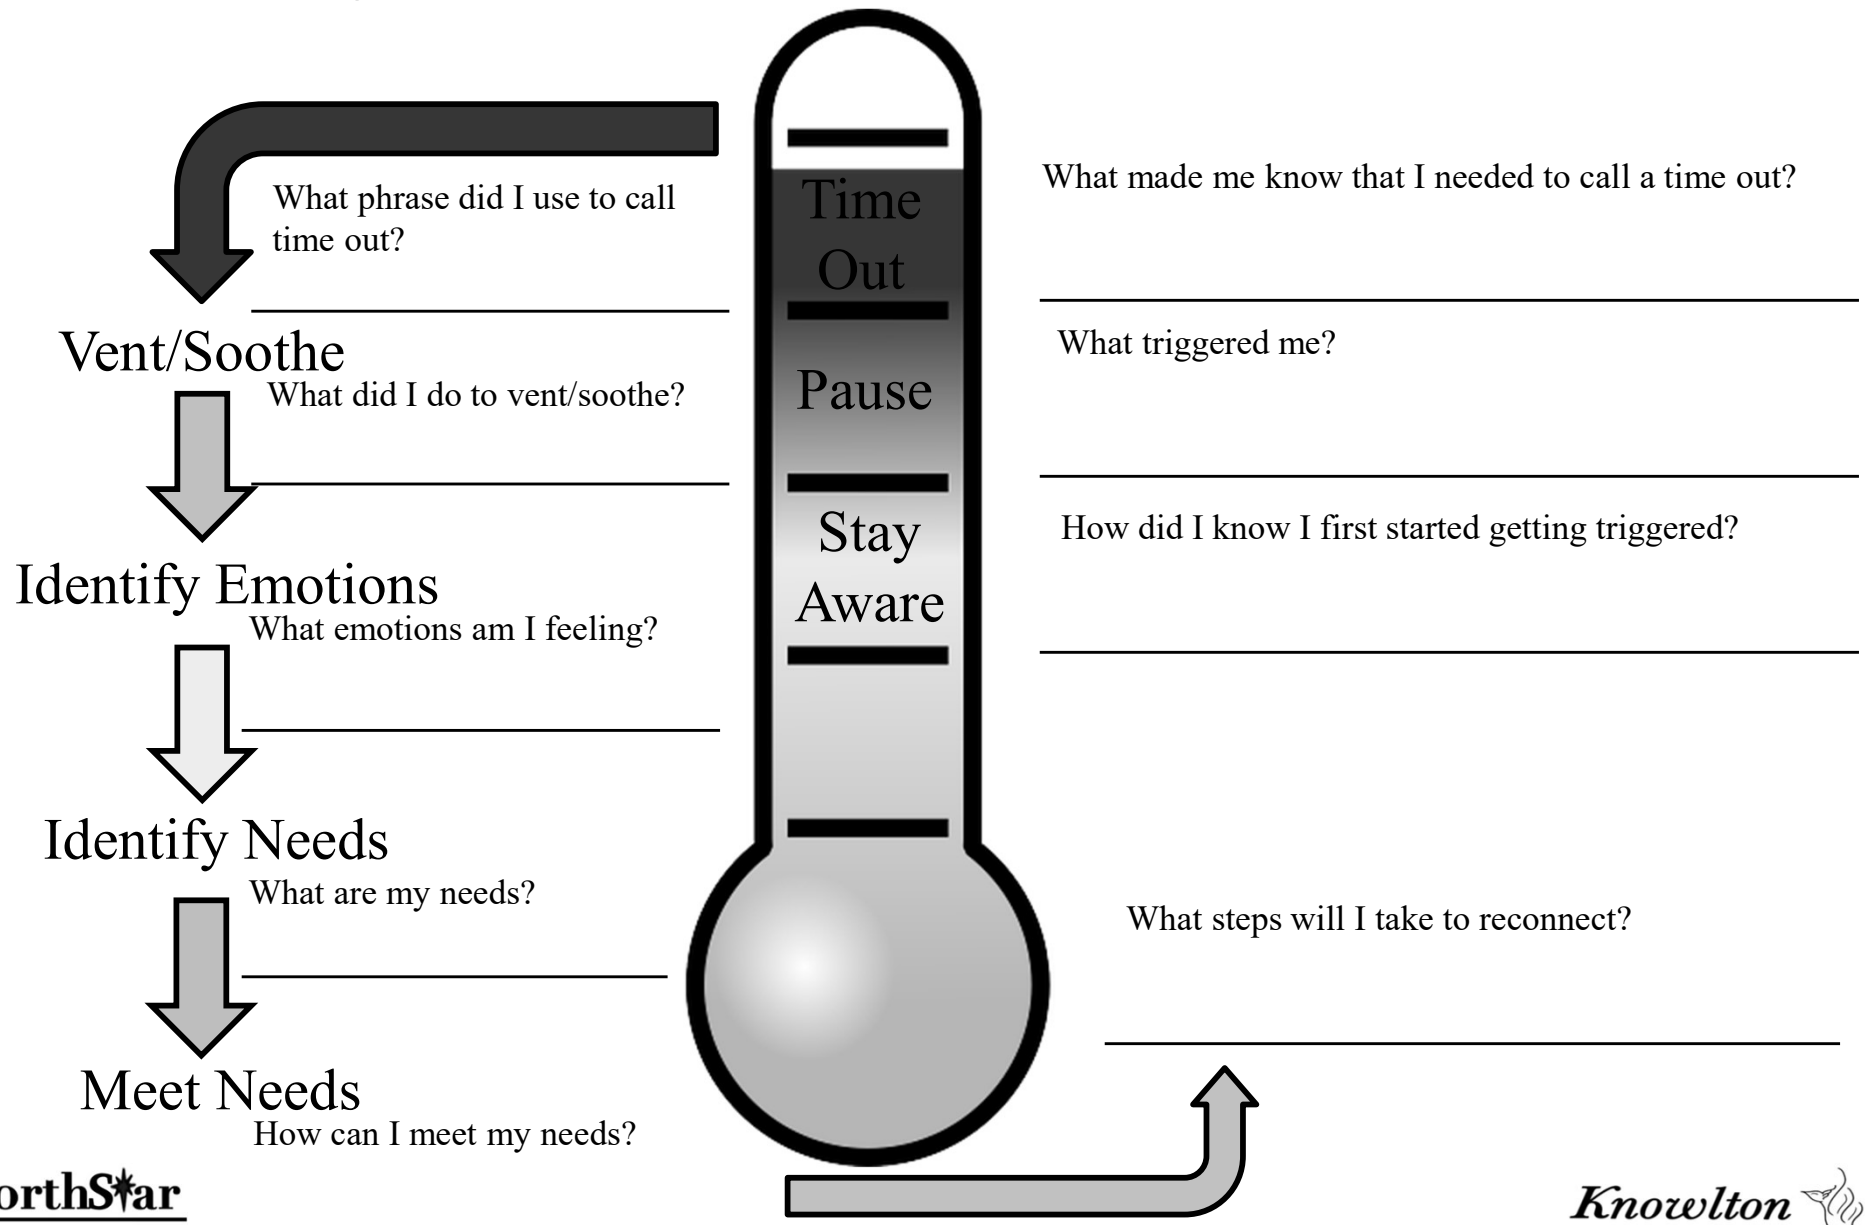 What phrase did I use to call
time out?
Vent/Soothe
What did I do to vent/soothe?
Identify Emotions
What emotions am I feeling?
Identify Needs
What are my needs?
Meet Needs
How can I meet my needs?
Time
Out
Pause
Stay
Aware
What made me know that I needed to call a time out?
What triggered me?
How did I know I first started getting triggered?
What steps will I take to reconnect?
orthStar
Knowlton